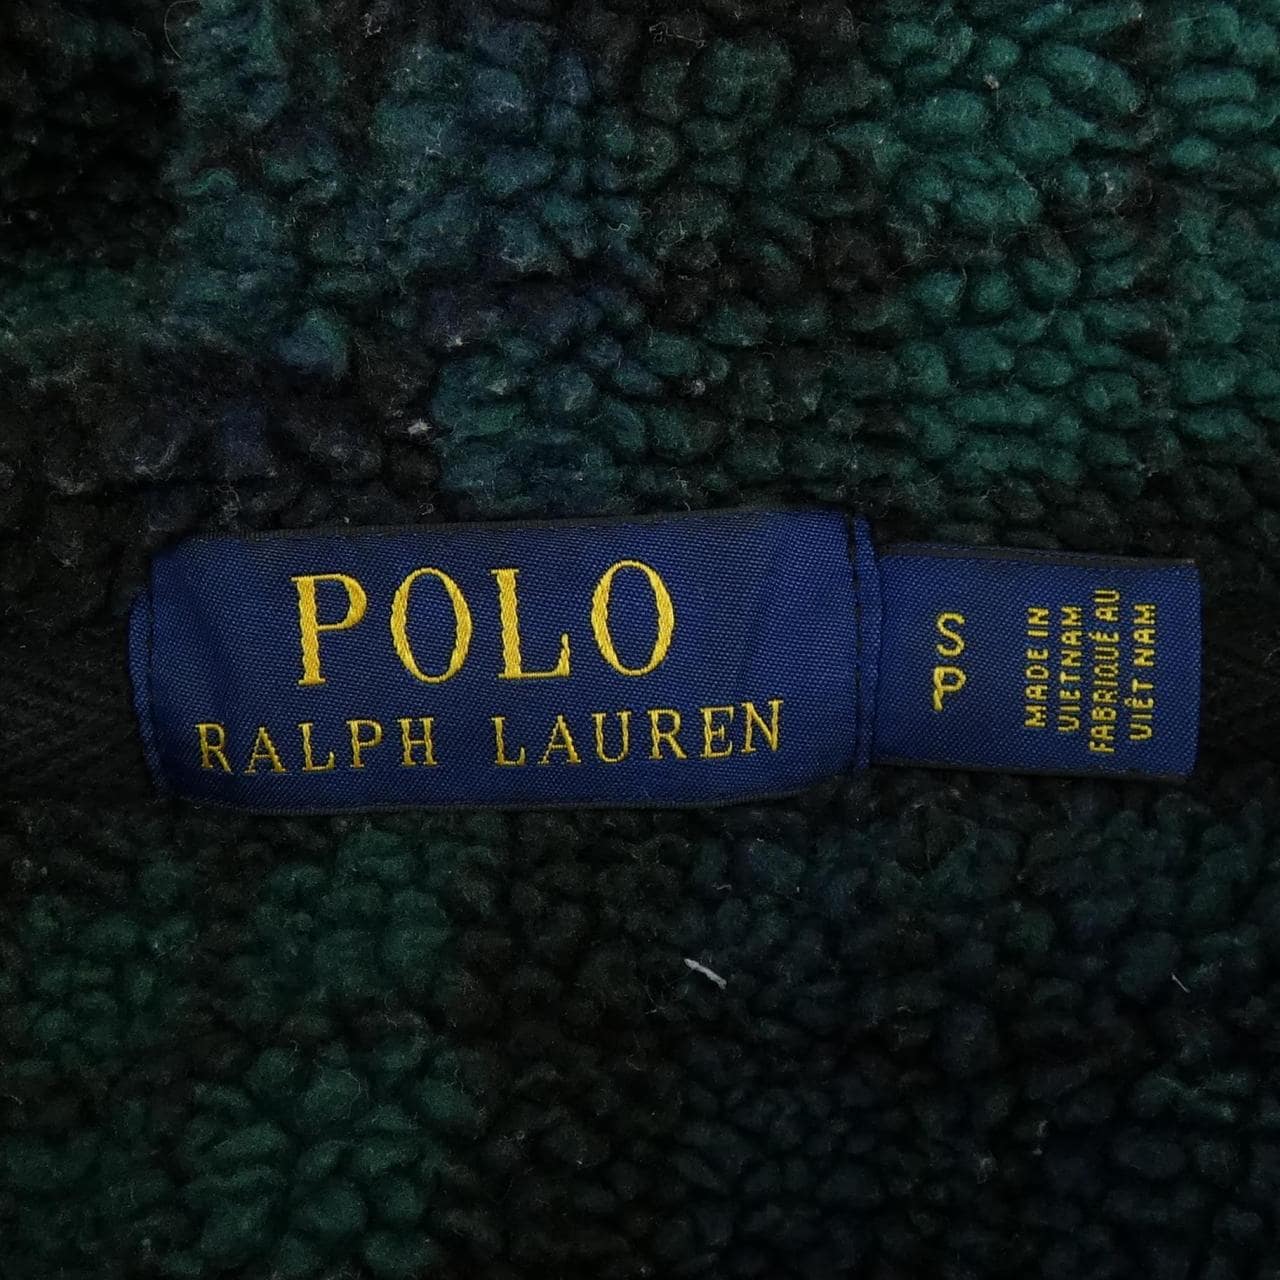 POLO
RALPH LAUREN
S
P
MADE IN
VIETNAM
FABRIQUÉ AU
VIÊT NAM